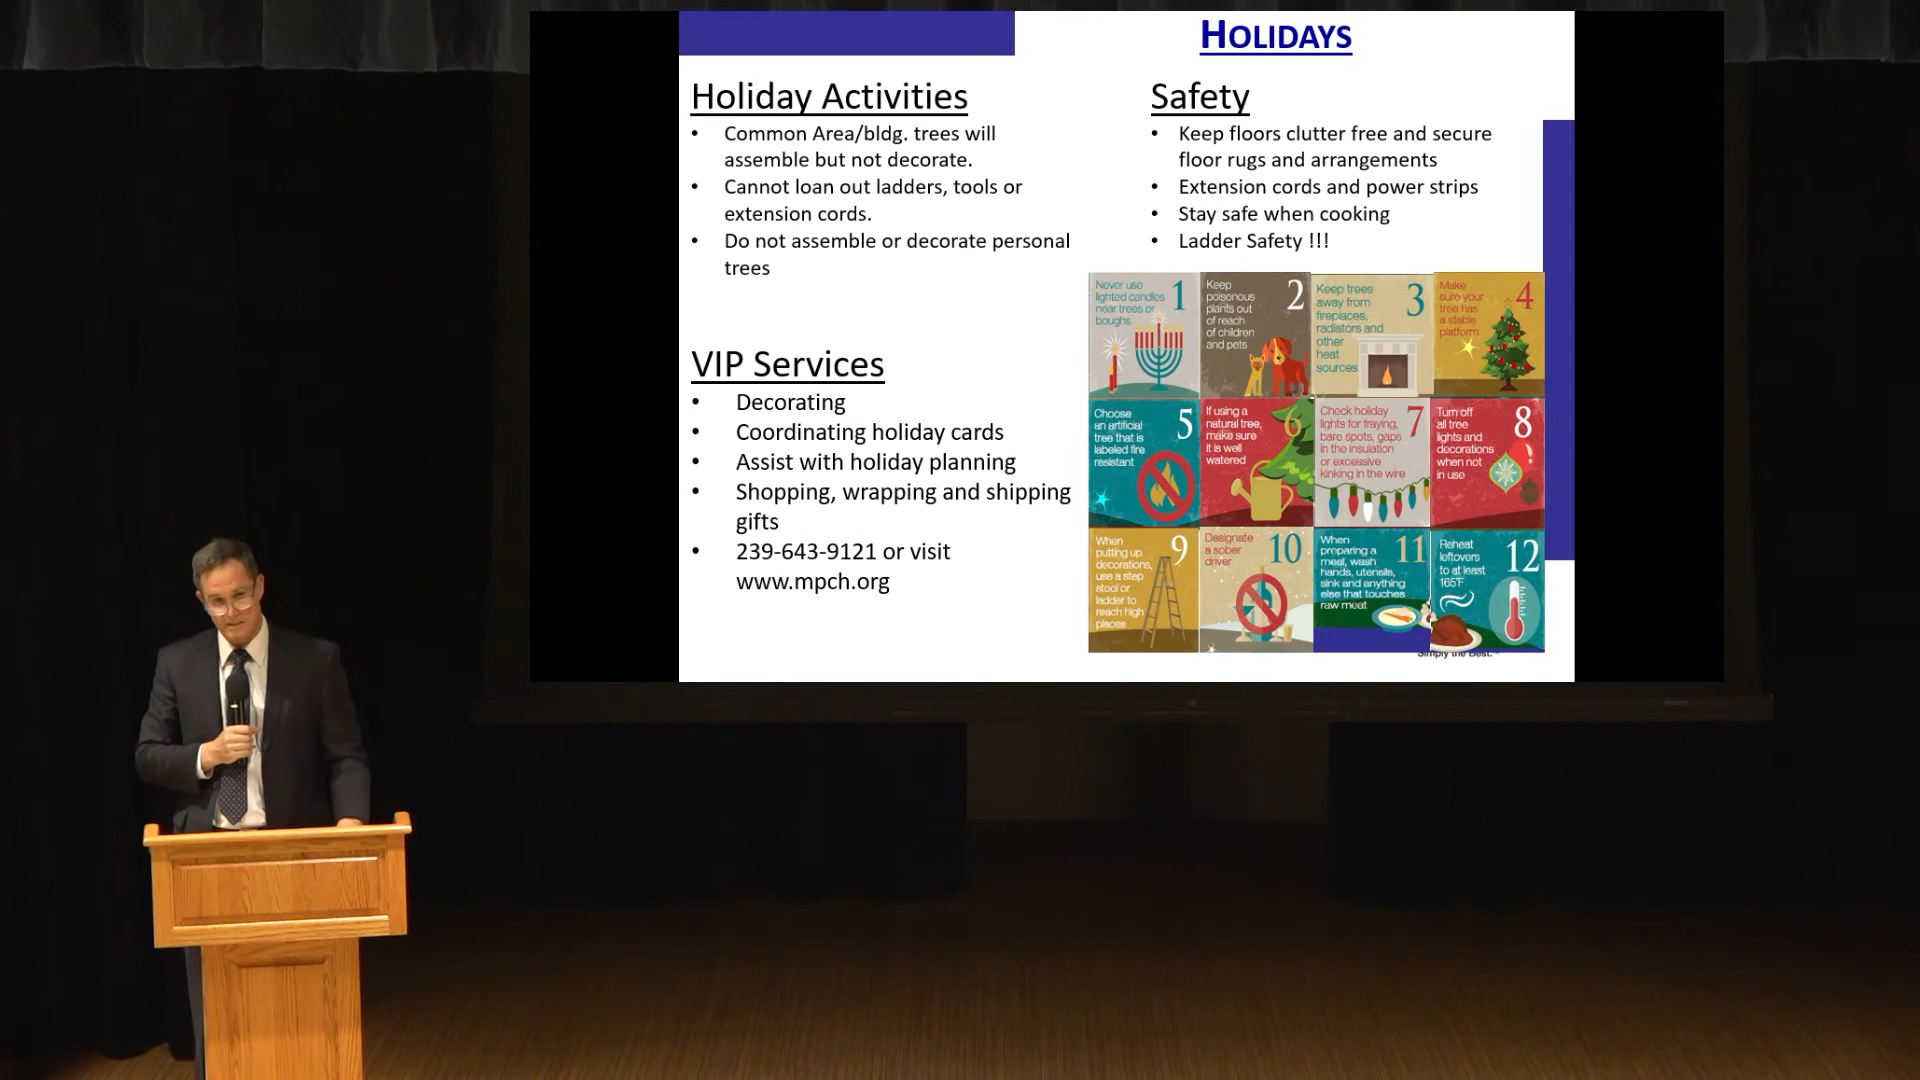 HOLIDAYS
Holiday Activities
• Common Area/bldg. trees will
assemble but not decorate.
• Cannot loan out ladders, tools or
extension cords.
• Do not assemble or decorate personal
trees
VIP Services
• Decorating
• Coordinating holiday cards
• Assist with holiday planning
• Shopping, wrapping and shipping
gifts
• 239-643-9121 or visit
www.mpch.org
Safety
• Keep floors clutter free and secure
floor rugs and arrangements
• Extension cords and power strips
• Stay safe when cooking
• Ladder Safety !!!
1
Never use
lighted candles
near trees or
boughs
2
Keep
poisonous
plants out
of reach
of children
and pets
3
Keep trees
away from
fireplaces,
radiators and
other
heat
sources
4
Make
sure your
tree has
a stable
platform
5
Choose
an artificial
tree that is
labeled fire
resistant
6
If using a
natural tree,
make sure
it is well
watered
7
Check holiday
lights for fraying,
bare spots, gaps
in the insulation
or excessive
kinking in the wire
8
Turn off
all tree
lights and
decorations
when not
in use
9
When
putting up
decorations,
use a step
stool or
ladder to
reach high
places
10
Designate
a sober
driver
11
When
preparing a
meal, wash
hands, utensils,
sink and anything
else that touches
raw meat
12
Reheat
leftovers
to at least
165°F
Simply the Best.™